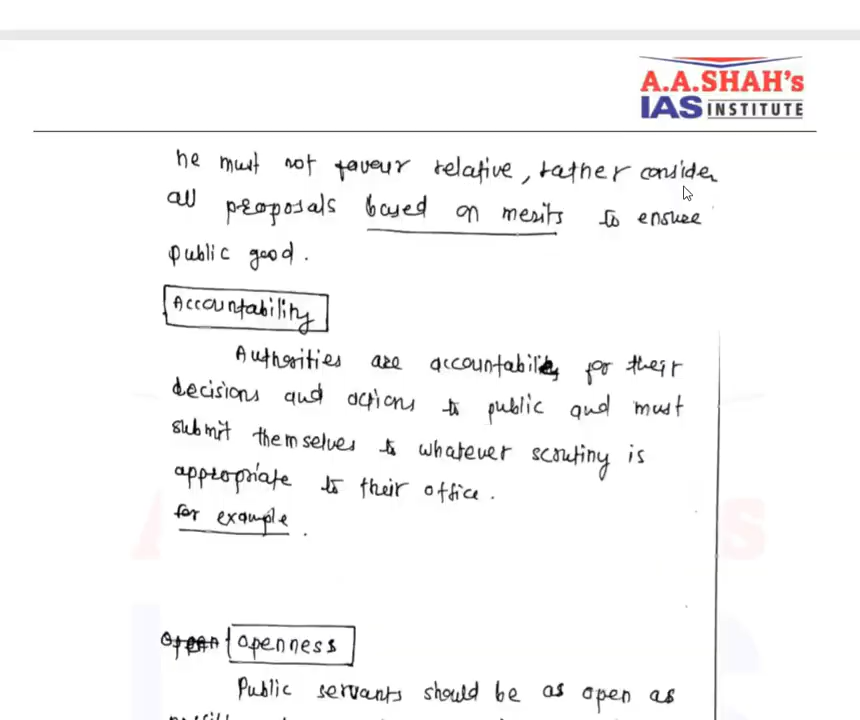 A.A.SHAH's
IAS INSTITUTE
he must not favour relative, rather consider
all proposals based on merits to ensure
public good.
Accountability
Authorities are accountable for their
decisions and actions to public and must
submit themselves to whatever scrutiny is
appropriate to their office.
for example.
Open
openness
Public servants should be as open as